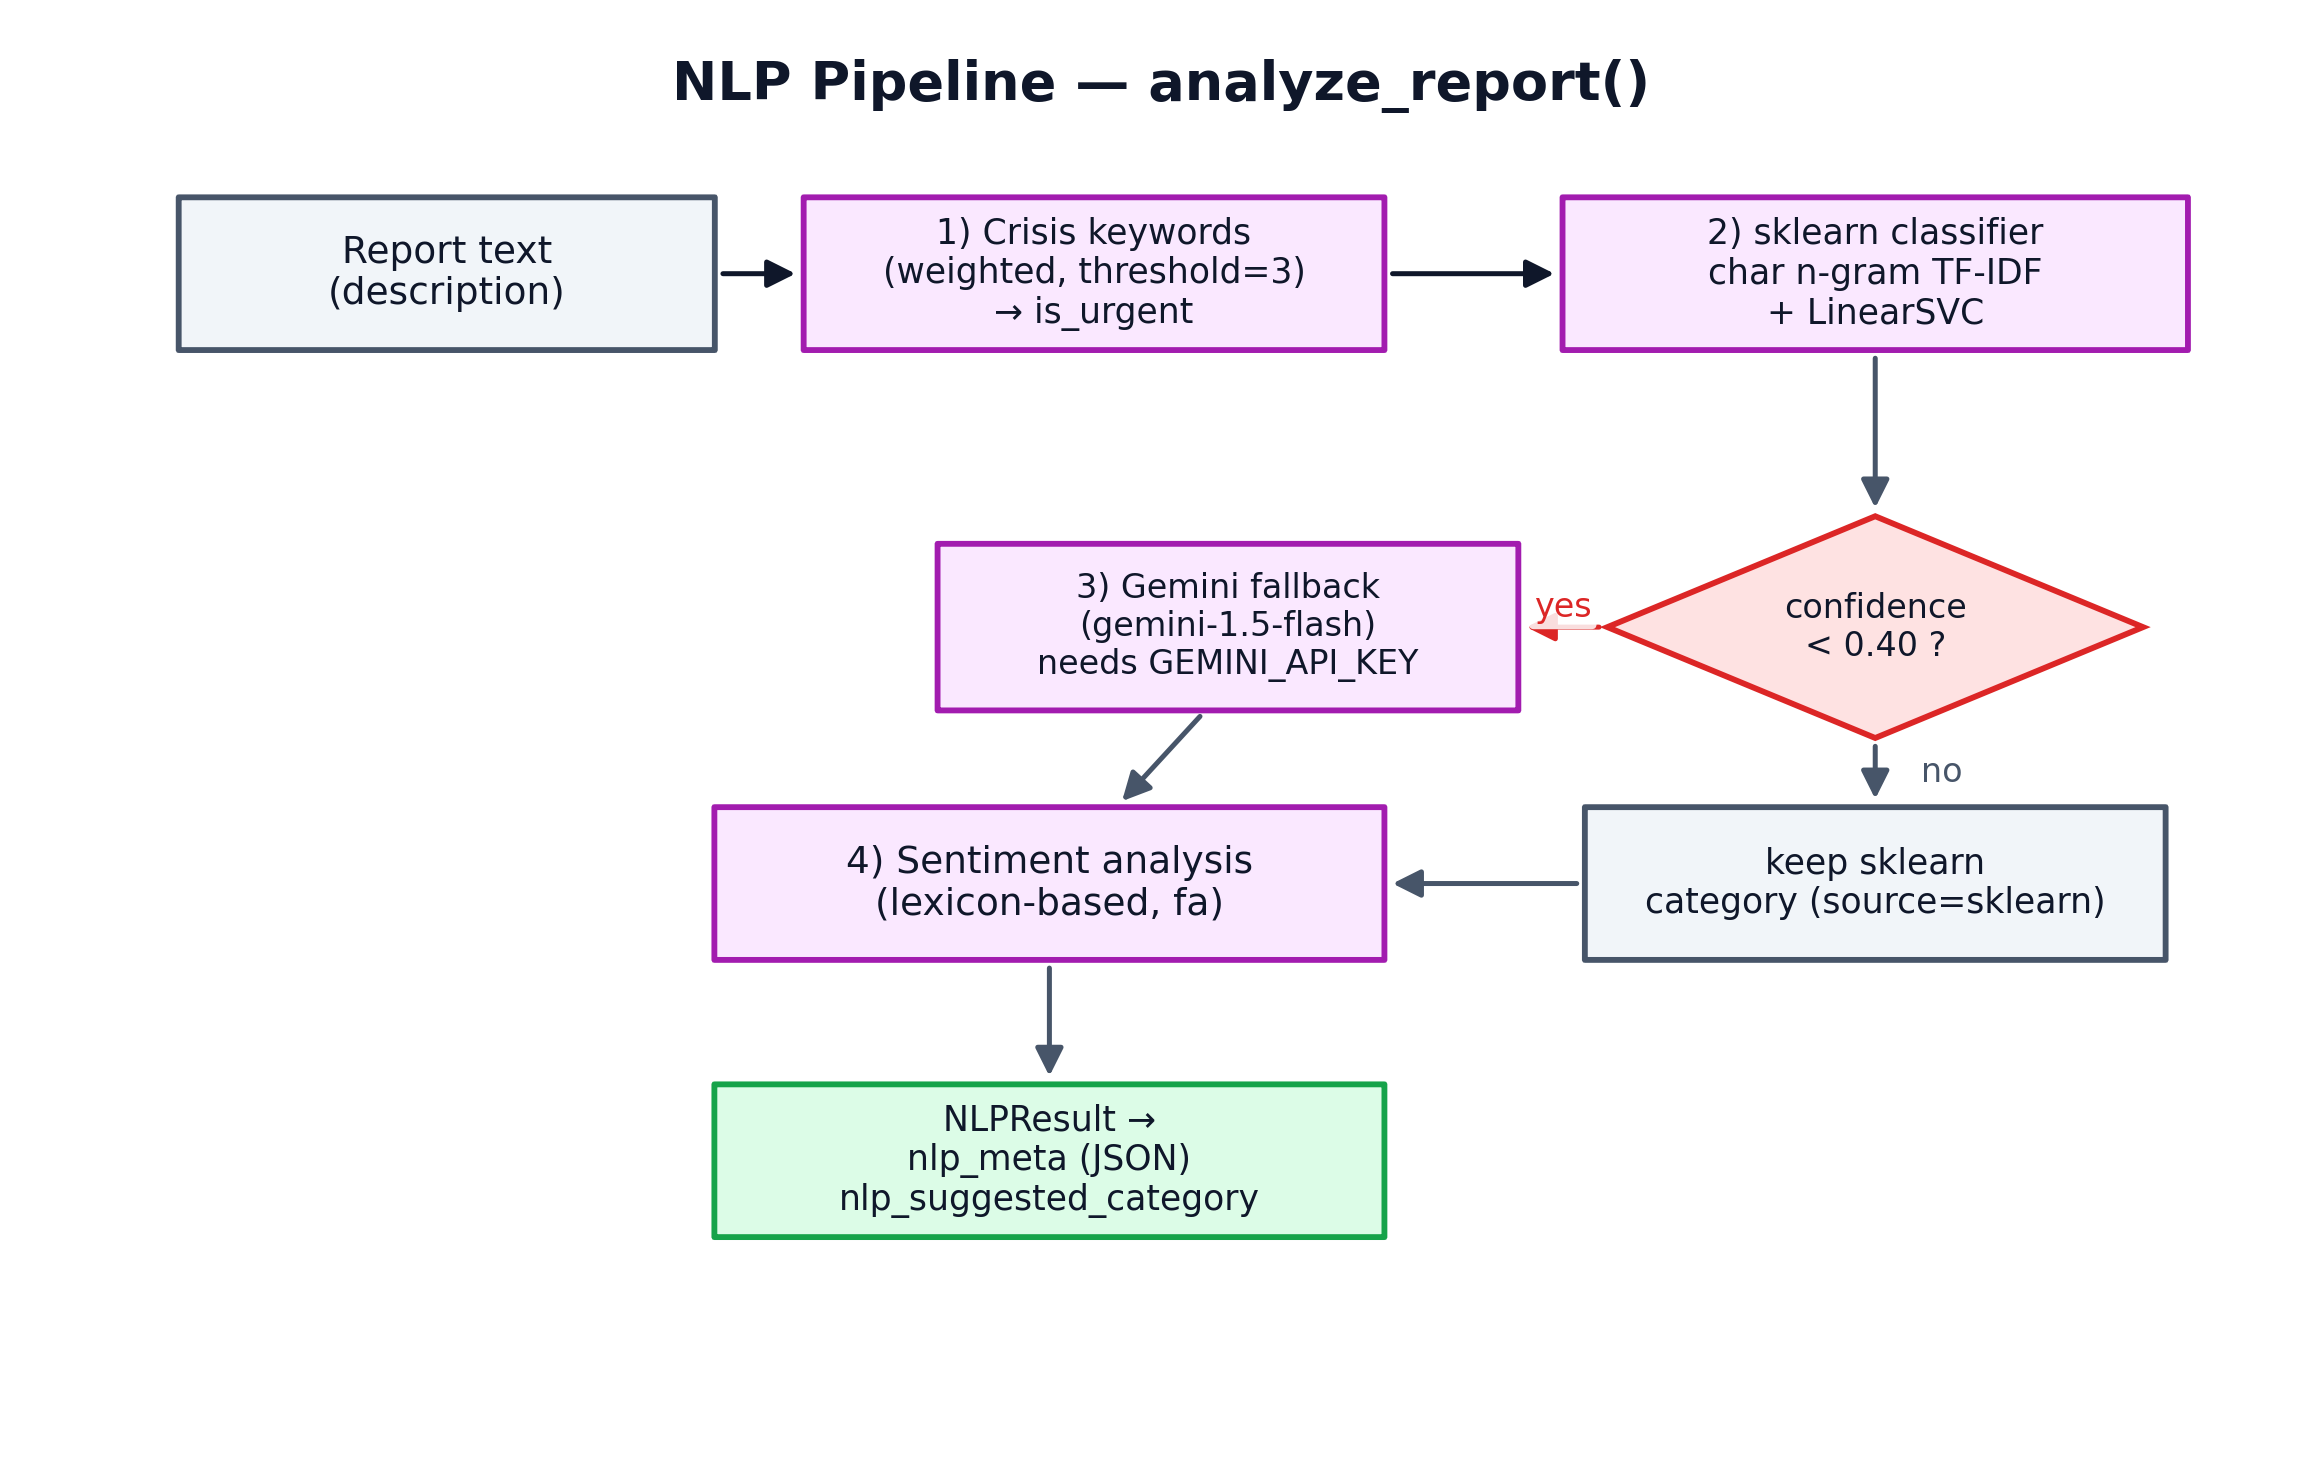 NLP Pipeline — analyze_report()
Report text
(description)
1) Crisis keywords
(weighted, threshold=3)
→ is_urgent
2) sklearn classifier
char n-gram TF-IDF
+ LinearSVC
confidence
< 0.40 ?
yes
3) Gemini fallback
(gemini-1.5-flash)
needs GEMINI_API_KEY
no
keep sklearn
category (source=sklearn)
4) Sentiment analysis
(lexicon-based, fa)
NLPResult →
nlp_meta (JSON)
nlp_suggested_category